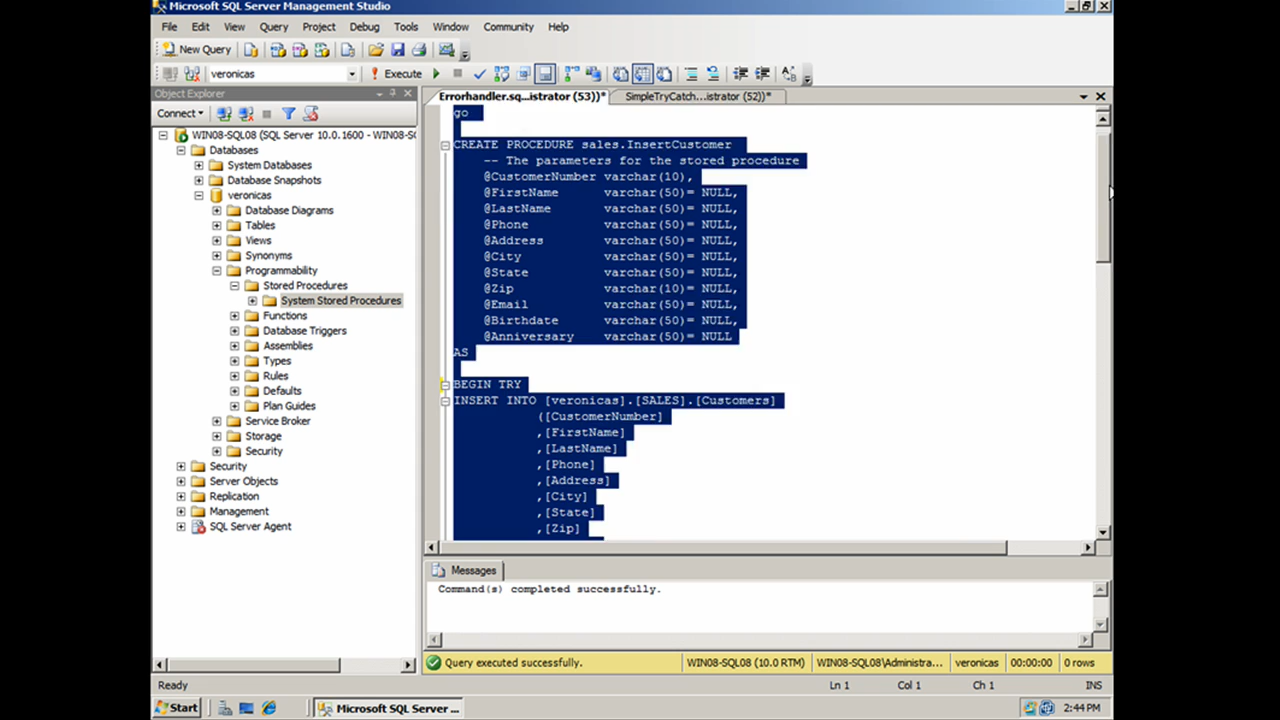 Microsoft SQL Server Management Studio
File Edit View Query Project Debug Tools Window Community Help
New Query
veronicas Execute
Object Explorer
Errorhandler.sq...istrator (53))* SimpleTryCatch...istrator (52))*
Connect
WIN08-SQL08 (SQL Server 10.0.1600 - WIN08-SQ
Databases
System Databases
Database Snapshots
veronicas
Database Diagrams
Tables
Views
Synonyms
Programmability
Stored Procedures
System Stored Procedures
Functions
Database Triggers
Assemblies
Types
Rules
Defaults
Plan Guides
Service Broker
Storage
Security
Security
Server Objects
Replication
Management
SQL Server Agent
go
CREATE PROCEDURE sales.InsertCustomer
-- The parameters for the stored procedure
@CustomerNumber varchar(10),
@FirstName varchar(50)= NULL,
@LastName varchar(50)= NULL,
@Phone varchar(50)= NULL,
@Address varchar(50)= NULL,
@City varchar(50)= NULL,
@State varchar(50)= NULL,
@Zip varchar(10)= NULL,
@Email varchar(50)= NULL,
@Birthdate varchar(50)= NULL,
@Anniversary varchar(50)= NULL
AS
BEGIN TRY
INSERT INTO [veronicas].[SALES].[Customers]
([CustomerNumber]
,[FirstName]
,[LastName]
,[Phone]
,[Address]
,[City]
,[State]
,[Zip]
Messages
Command(s) completed successfully.
Query executed successfully. WIN08-SQL08 (10.0 RTM) WIN08-SQL08\Administra... veronicas 00:00:00 0 rows
Ready Ln 1 Col 1 Ch 1 INS
Start Microsoft SQL Server ... 2:44 PM